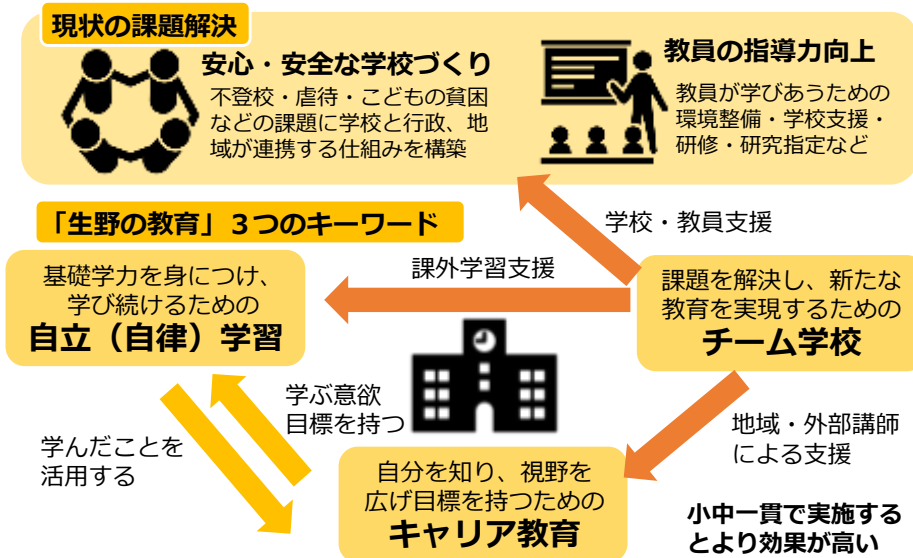 現状の課題解決
安心・安全な学校づくり
不登校・虐待・こどもの貧困
などの課題に学校と行政、地
域が連携する仕組みを構築
教員の指導力向上
教員が学びあうための
環境整備・学校支援・
研修・研究指定など
「生野の教育」３つのキーワード
学校・教員支援
課外学習支援
基礎学力を身につけ、
学び続けるための
自立（自律）学習
課題を解決し、新たな
教育を実現するための
チーム学校
学ぶ意欲
目標を持つ
学んだことを
活用する
地域・外部講師
による支援
自分を知り、視野を
広げ目標を持つための
キャリア教育
小中一貫で実施する
とより効果が高い